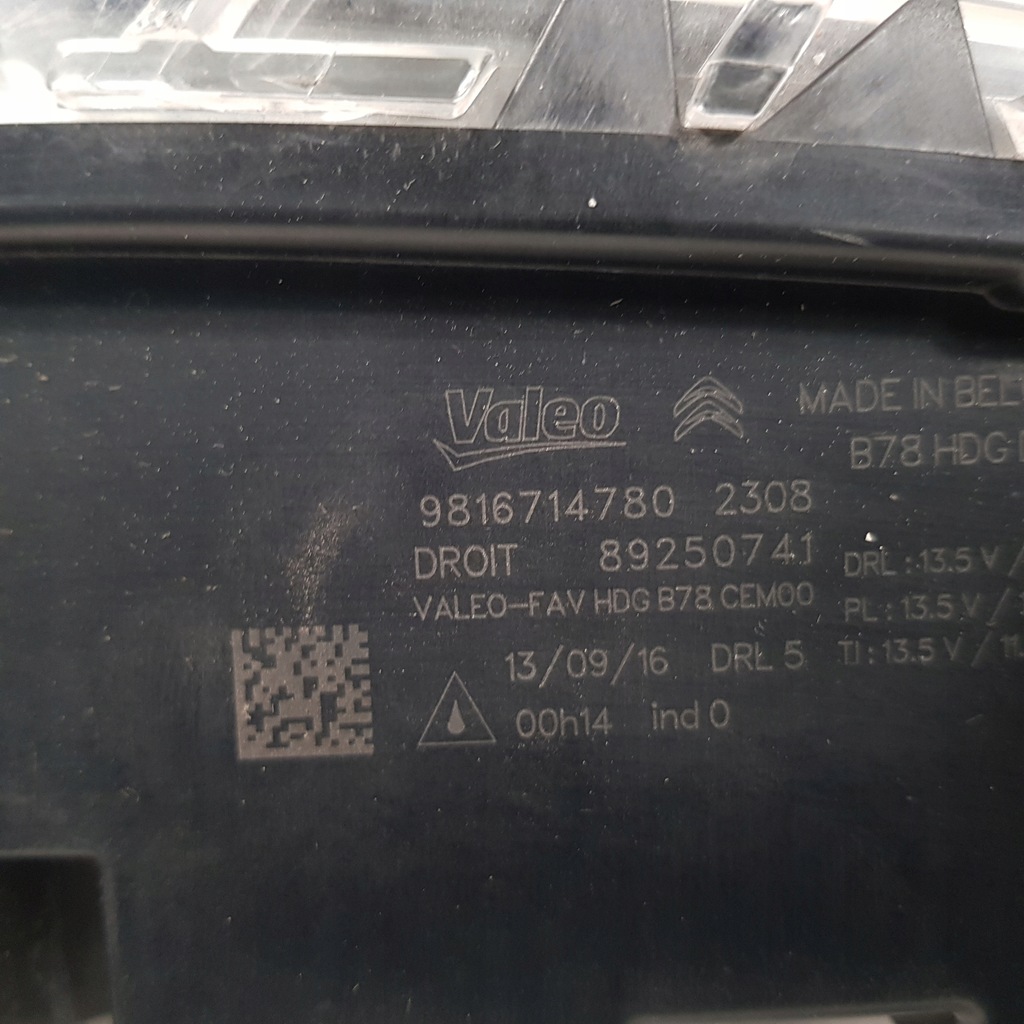 Valeo MADE IN BEL
B78 HDG
9816714780 2308
DROIT 89250741 DRL : 13.5 V /
VALEO-FAV HDG B78 CEM00 PL : 13.5 V /
13/09/16 DRL 5 TI : 13.5 V / 11
00h14 ind 0